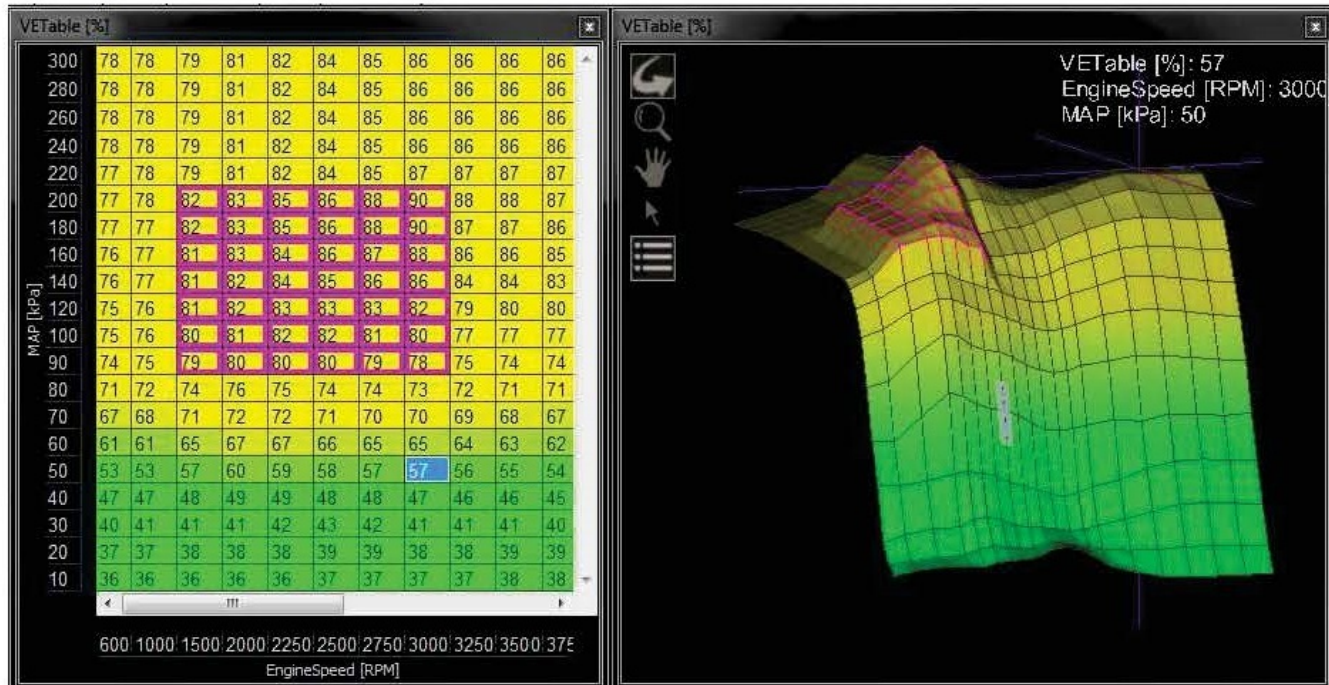 VETable [%]
300 78 78 79 81 82 84 85 86 86 86 86
280 78 78 79 81 82 84 85 86 86 86 86
260 78 78 79 81 82 84 85 86 86 86 86
240 78 78 79 81 82 84 85 86 86 86 86
220 77 78 79 81 82 84 85 87 87 87 87
200 77 78 82 83 85 86 88 90 88 88 87
180 77 77 82 83 85 86 88 90 87 87 86
160 76 77 81 83 84 86 87 88 86 86 85
140 76 77 81 82 84 85 86 86 84 84 83
120 75 76 81 82 83 83 83 82 79 80 80
100 75 76 80 81 82 82 81 80 77 77 77
90 74 75 79 80 80 80 79 78 75 74 74
80 71 72 74 76 75 74 74 73 72 71 71
70 67 68 71 72 72 71 70 70 69 68 67
60 61 61 65 67 67 66 65 65 64 63 62
50 53 53 57 60 59 58 57 57 56 55 54
40 47 47 48 49 49 48 48 47 46 46 45
30 40 41 41 41 42 43 42 41 41 41 40
20 37 37 38 38 38 39 39 38 38 39 39
10 36 36 36 36 36 37 37 37 37 38 38
MAP [kPa]
600 1000 1500 2000 2250 2500 2750 3000 3250 3500 375
EngineSpeed [RPM]
VETable [%]
VETable [%]: 57
EngineSpeed [RPM]: 3000
MAP [kPa]: 50